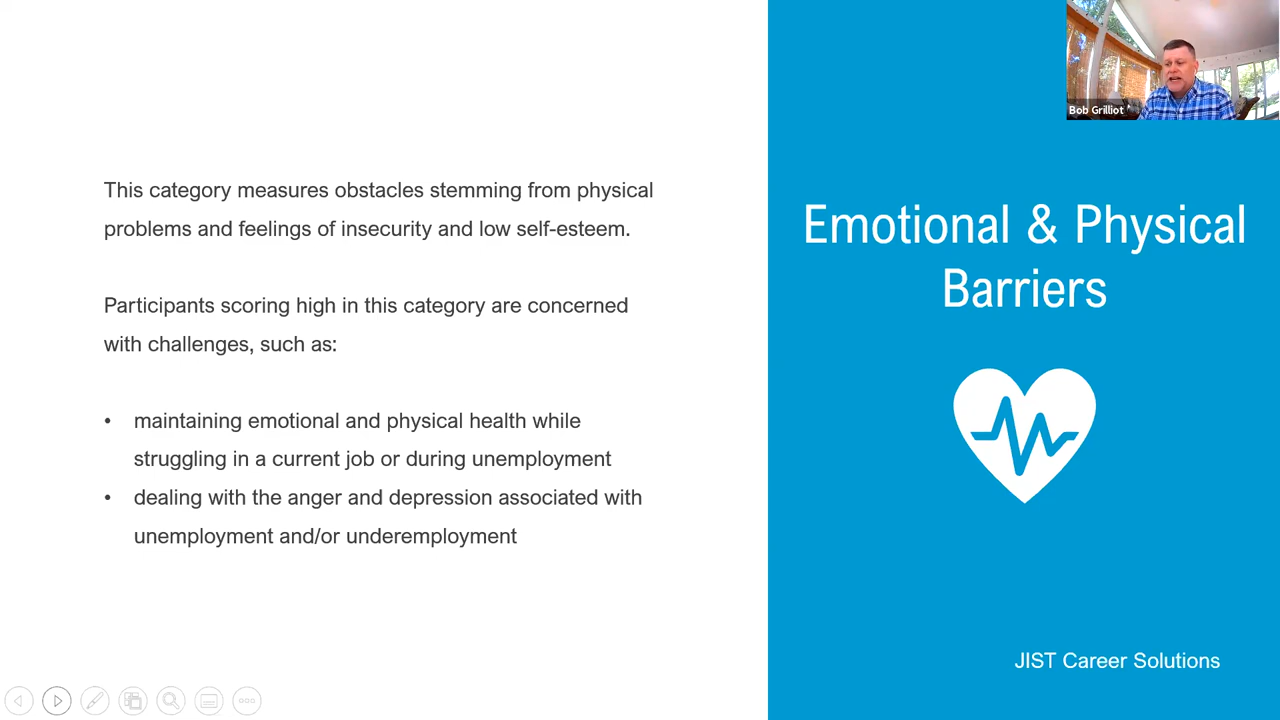 Bob Grilliot
This category measures obstacles stemming from physical
problems and feelings of insecurity and low self-esteem.
Participants scoring high in this category are concerned
with challenges, such as:
• maintaining emotional and physical health while
struggling in a current job or during unemployment
• dealing with the anger and depression associated with
unemployment and/or underemployment
Emotional & Physical
Barriers
JIST Career Solutions